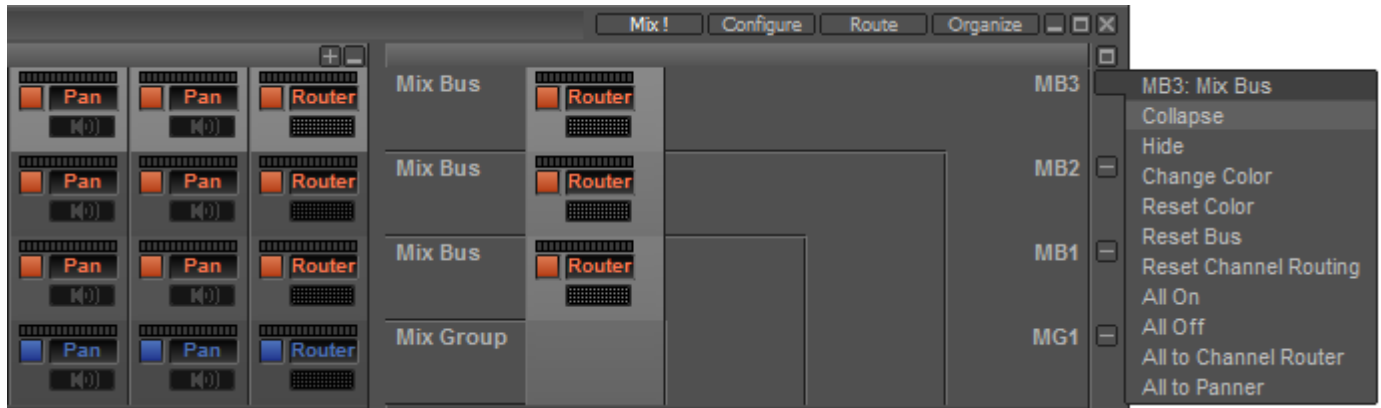 Mix ! Configure Route Organize
Pan Pan Router Mix Bus Router MB3
Pan Pan Router Mix Bus Router MB2
Pan Pan Router Mix Bus Router MB1
Pan Pan Router Mix Group MG1
MB3: Mix Bus
Collapse
Hide
Change Color
Reset Color
Reset Bus
Reset Channel Routing
All On
All Off
All to Channel Router
All to Panner